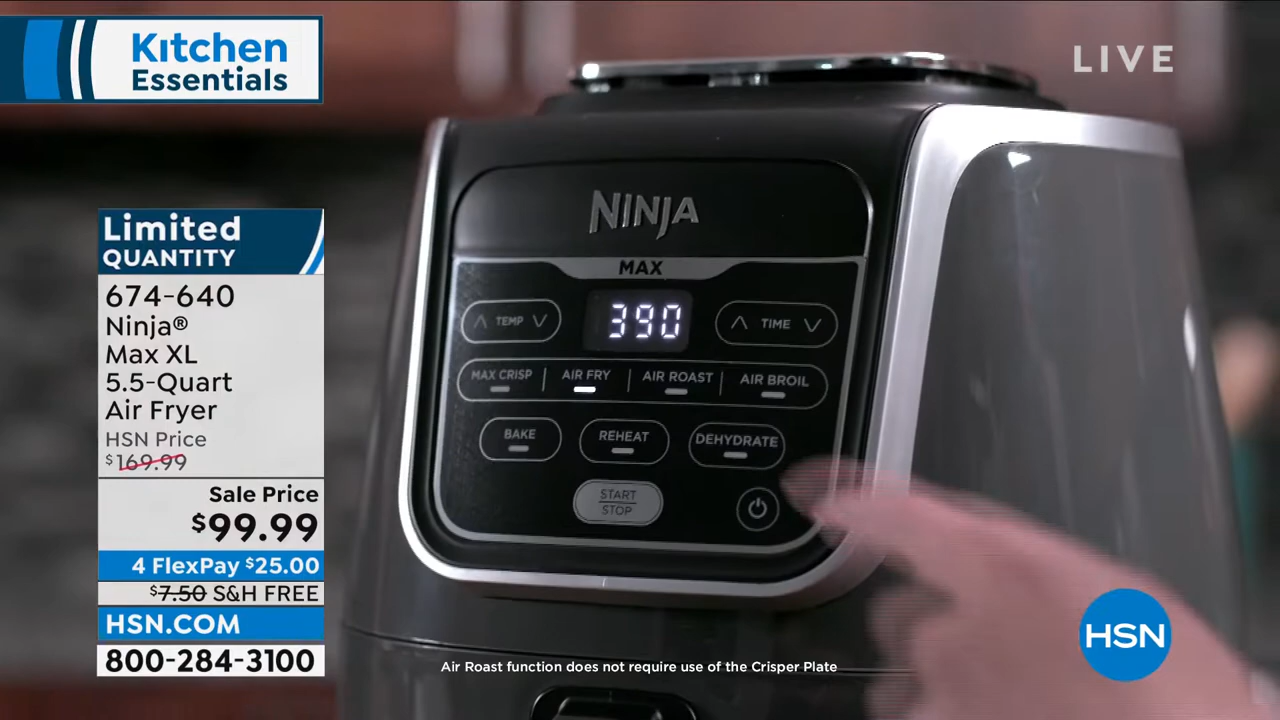 Kitchen
Essentials
LIVE
Limited
QUANTITY
674-640
Ninja®
Max XL
5.5-Quart
Air Fryer
HSN Price
$169.99
Sale Price
$99.99
4 FlexPay $25.00
$7.50 S&H FREE
HSN.COM
800-284-3100
NINJA
MAX
TEMP
390
TIME
MAX CRISP
AIR FRY
AIR ROAST
AIR BROIL
BAKE
REHEAT
DEHYDRATE
START
STOP
HSN
Air Roast function does not require use of the Crisper Plate